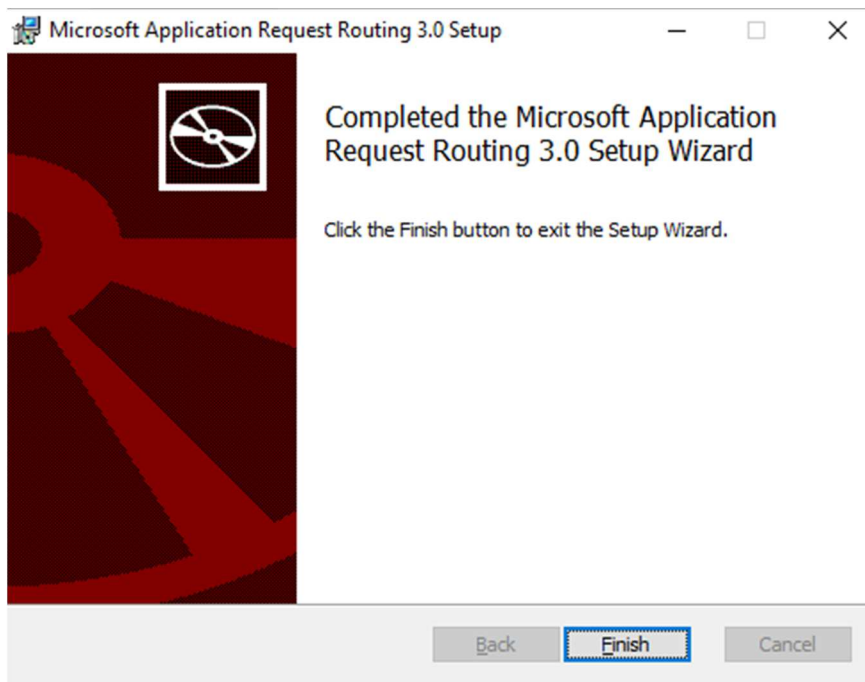 Microsoft Application Request Routing 3.0 Setup
Completed the Microsoft Application
Request Routing 3.0 Setup Wizard
Click the Finish button to exit the Setup Wizard.
Back Finish Cancel